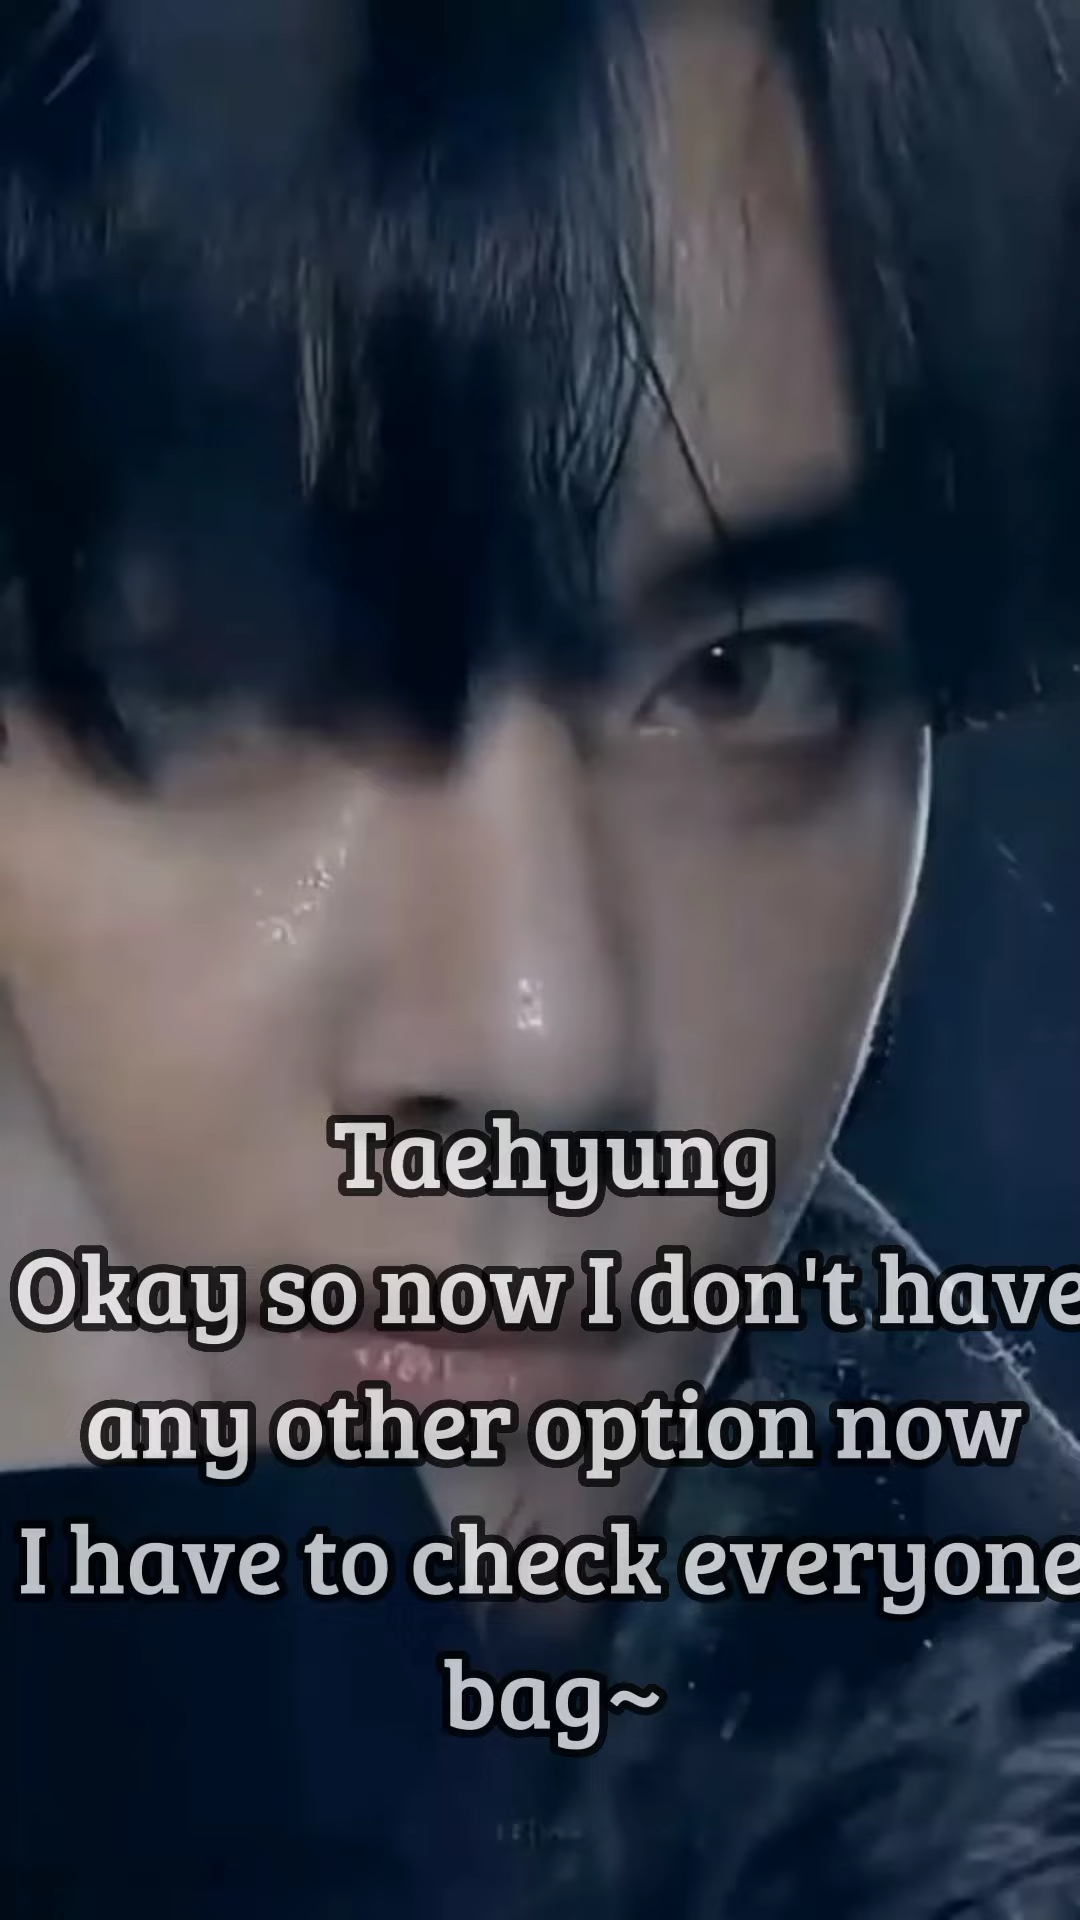 Taehyung
Okay so now I don't have
any other option now
I have to check everyone
bag~